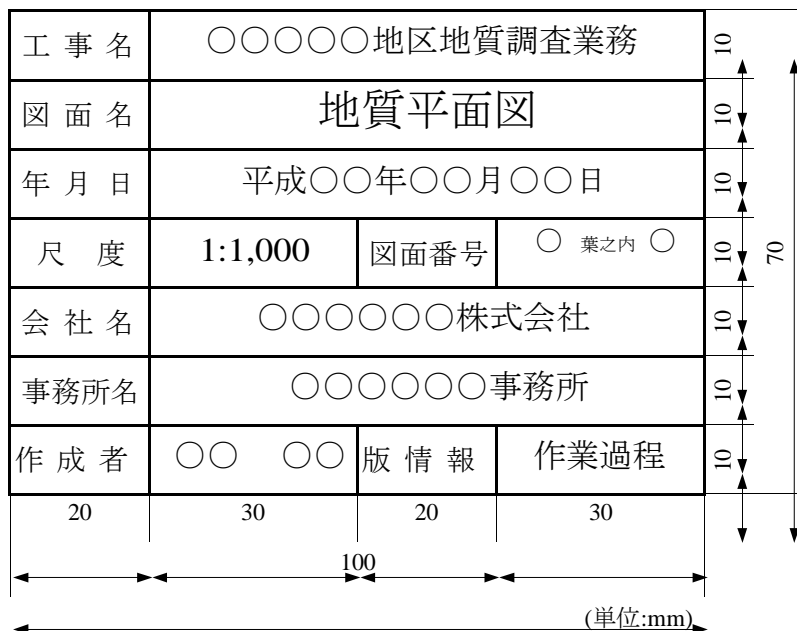 工事名 ○○○○○地区地質調査業務 10
図面名 地質平面図 10
年月日 平成○○年○○月○○日 10
尺度 1:1,000 図面番号 ○ 葉之内 ○ 10 70
会社名 ○○○○○○株式会社 10
事務所名 ○○○○○○事務所 10
作成者 ○○ ○○ 版情報 作業過程 10
20 30 20 30
100
(単位:mm)